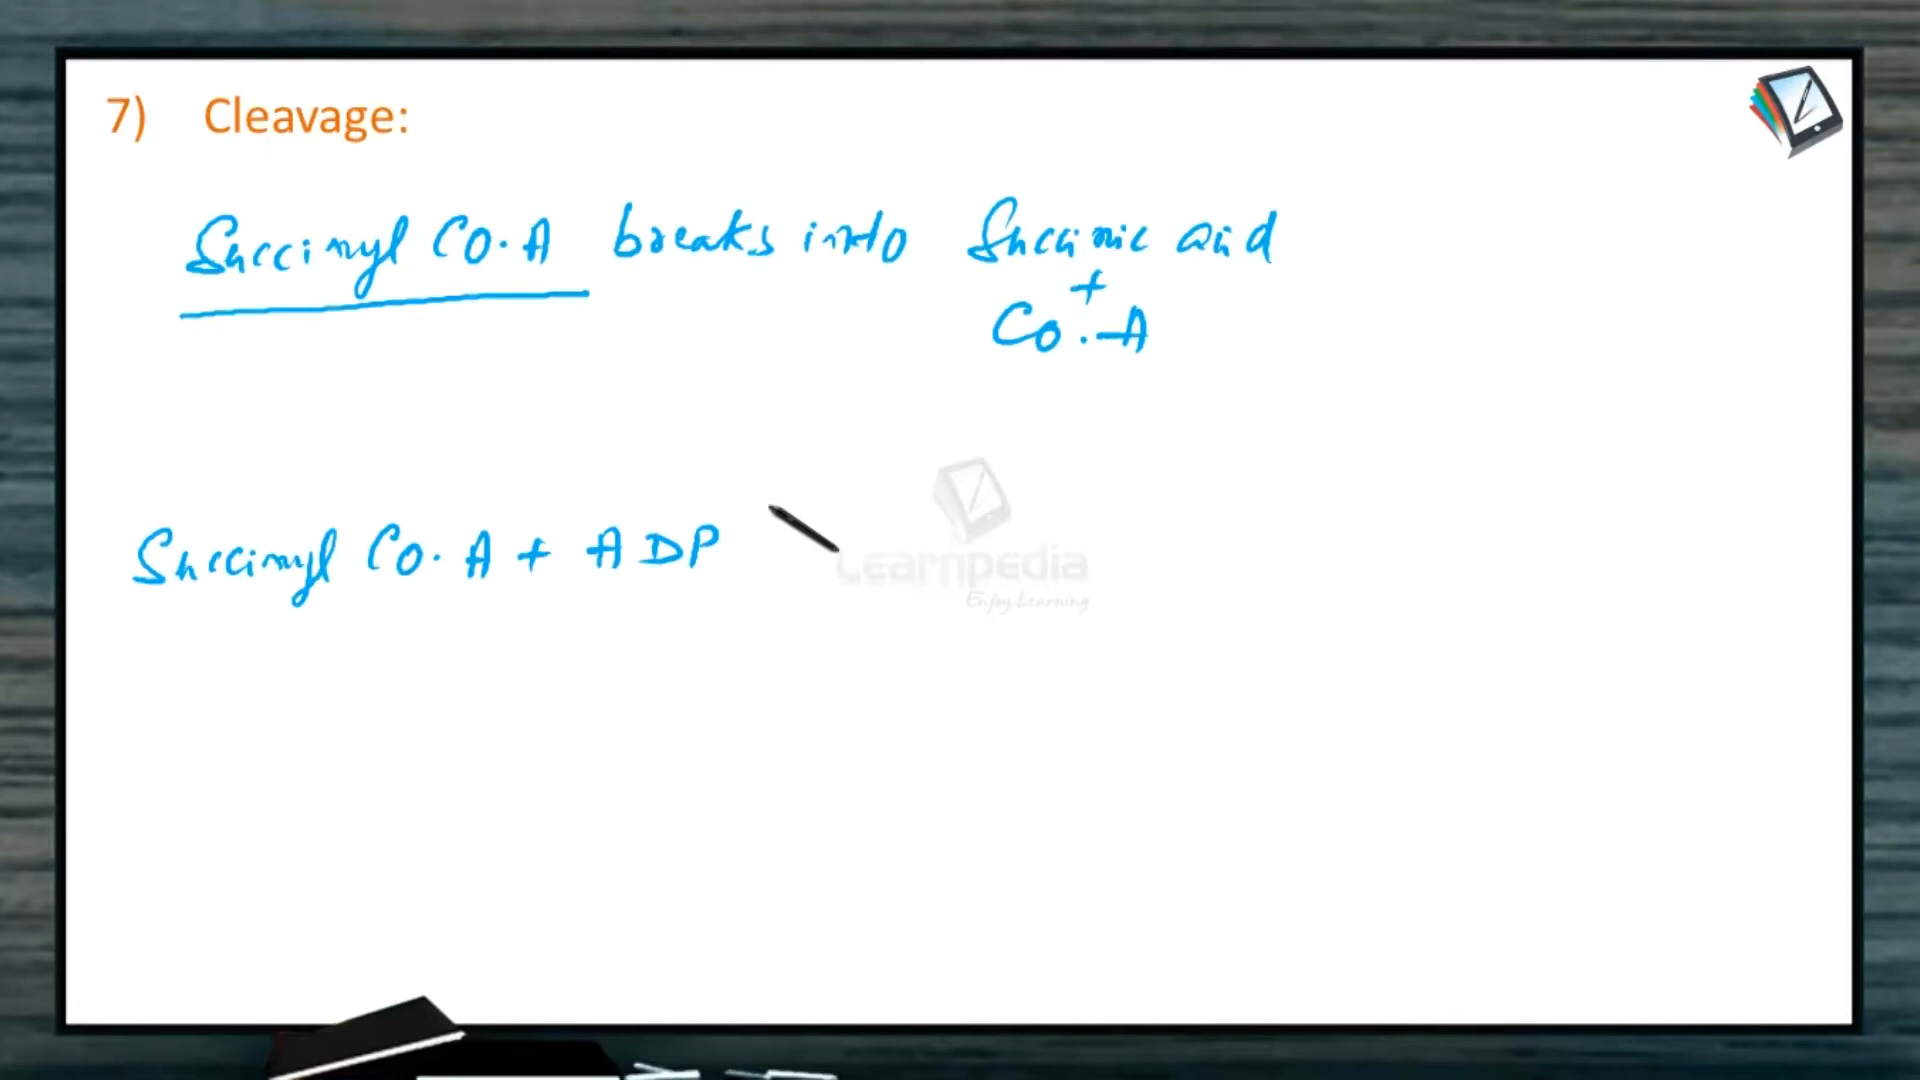 7) Cleavage:
Succinyl CO.A breaks into Succinic acid
+
Co.A
Learnpedia
Enjoy Learning
Succinyl Co.A + ADP